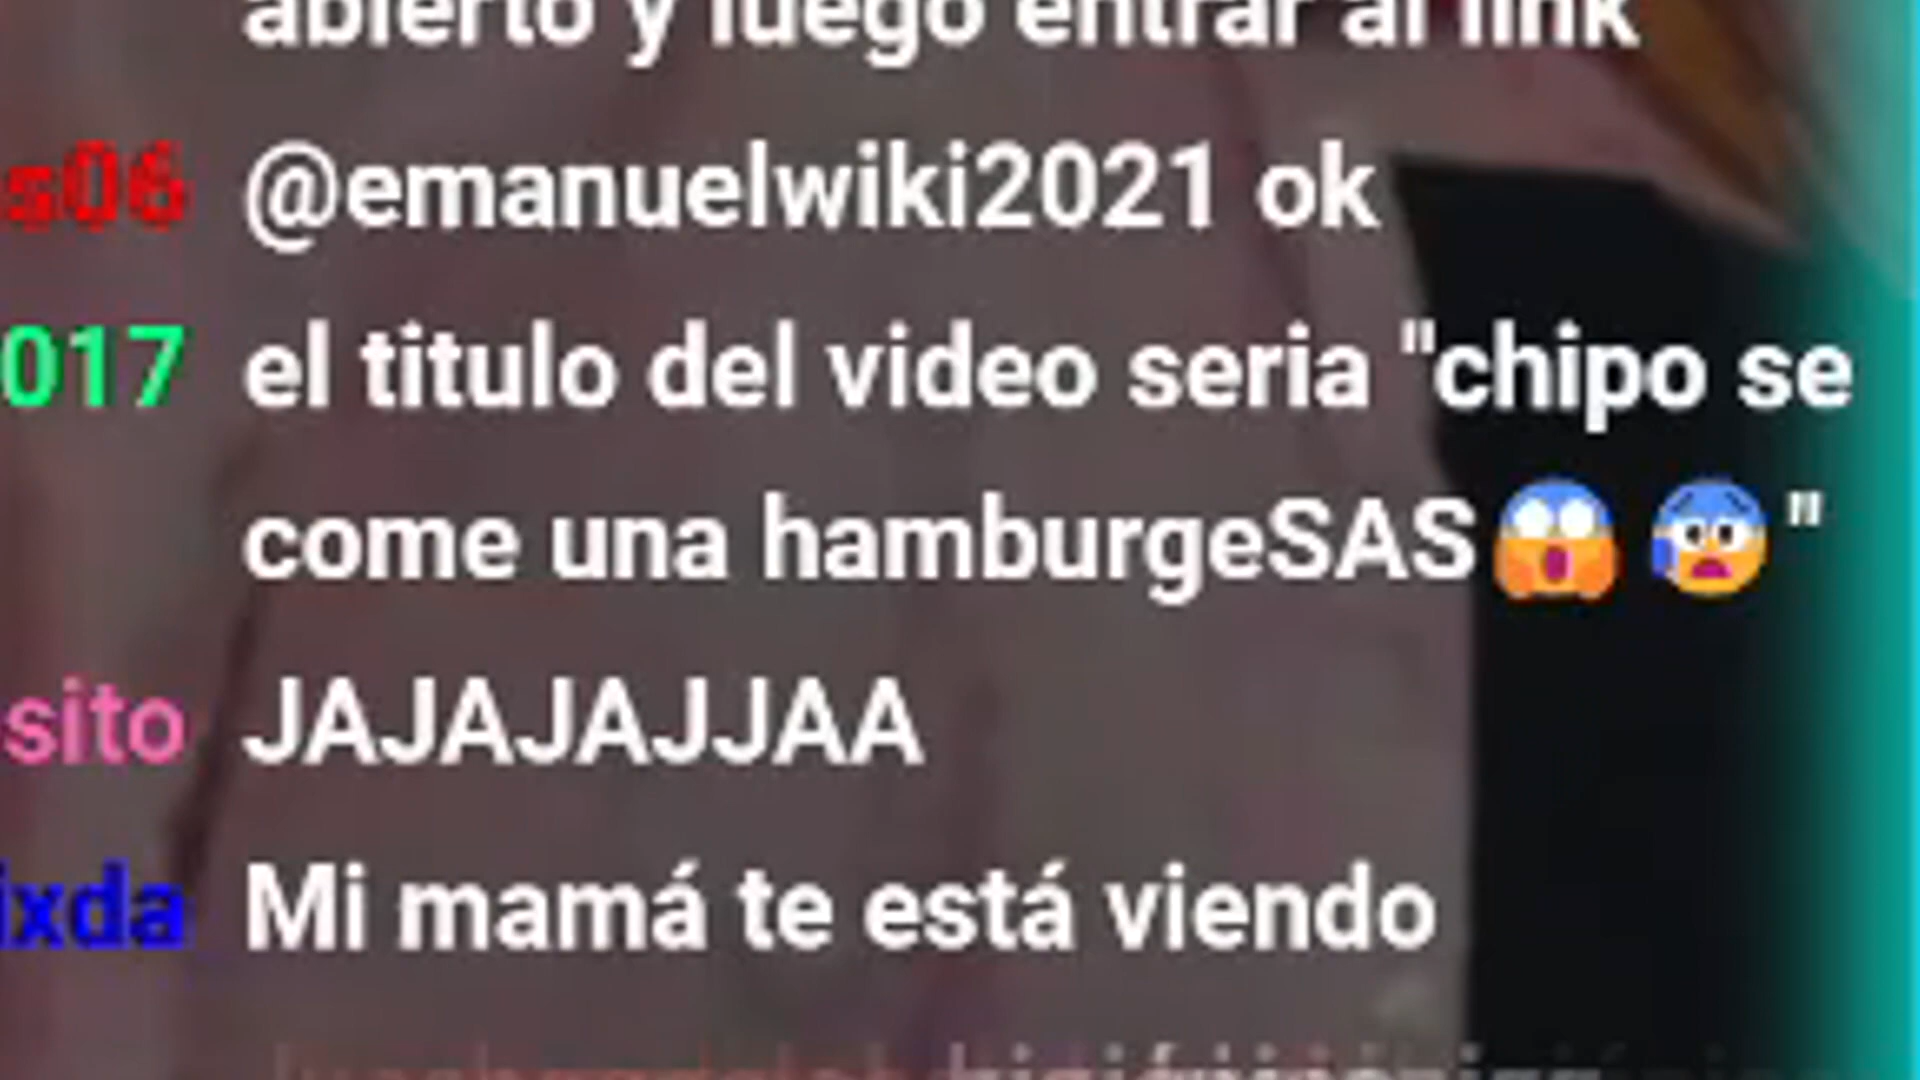 abierto y luego entrar al link
s06 @emanuelwiki2021 ok
017 el titulo del video seria "chipo se
come una hamburgeSAS😱😰"
sito JAJAJAJJAA
ixda Mi mamá te está viendo